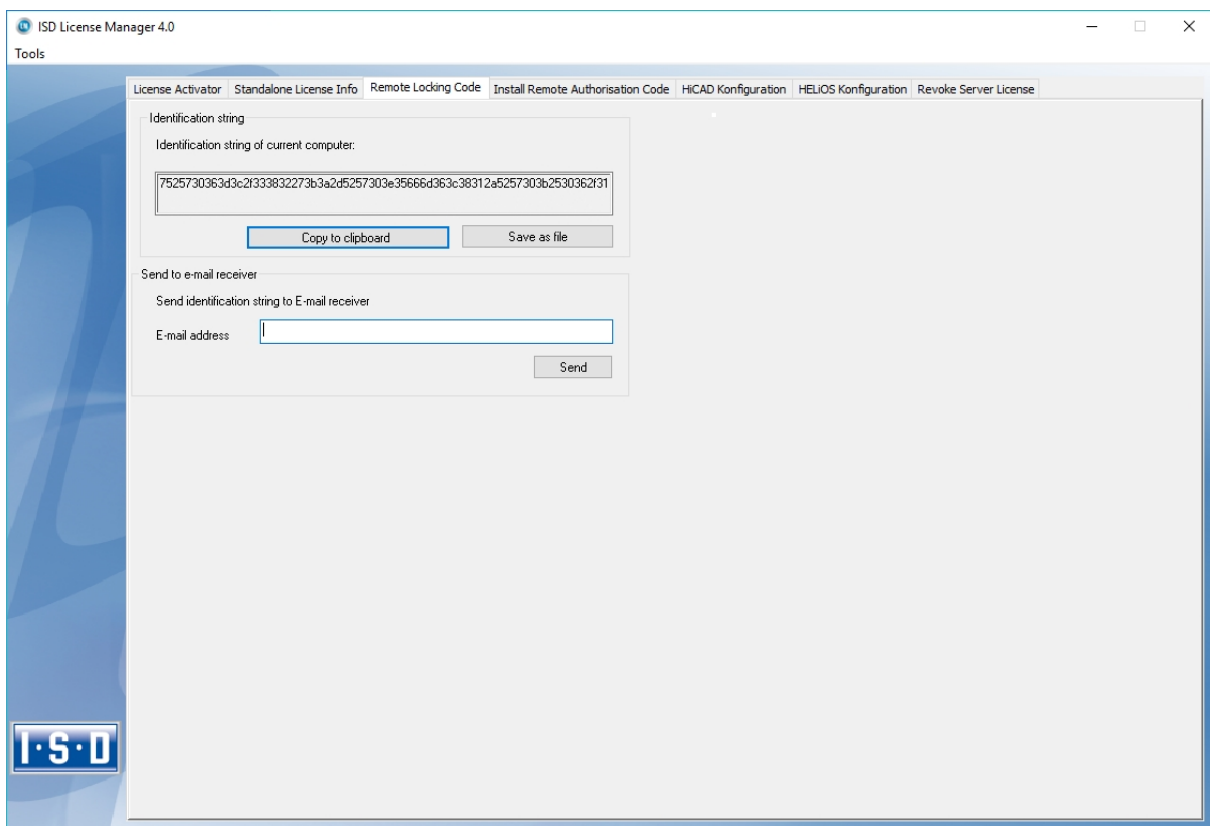 ISD License Manager 4.0
Tools
License Activator Standalone License Info Remote Locking Code Install Remote Authorisation Code HiCAD Konfiguration HELiOS Konfiguration Revoke Server License
Identification string
Identification string of current computer:
7525730363d3c2f333832273b3a2d5257303e35666d363c38312a5257303b2530362f31
Copy to clipboard Save as file
Send to e-mail receiver
Send identification string to E-mail receiver
E-mail address
Send
I·S·D